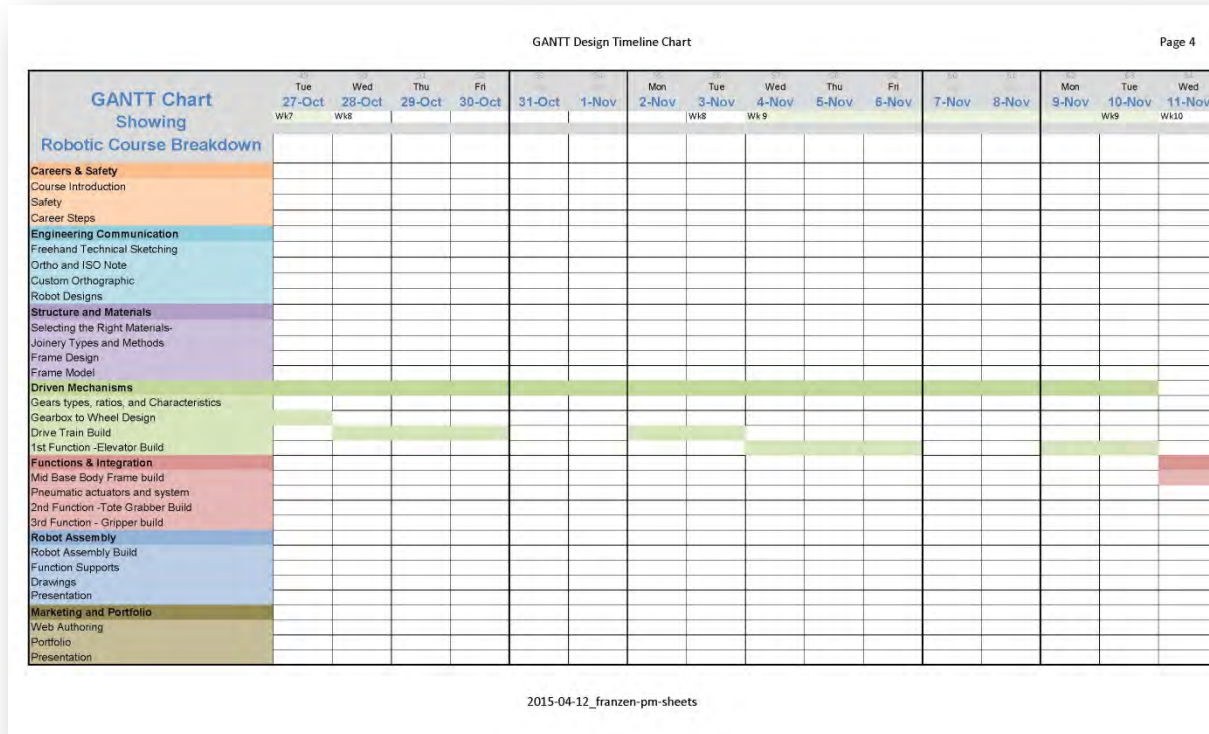 GANTT Design Timeline Chart
Page 4
GANTT Chart
Showing
Robotic Course Breakdown
Tue Wed Thu Fri Mon Tue Wed Thu Fri Mon Tue Wed
27-Oct 28-Oct 29-Oct 30-Oct 31-Oct 1-Nov 2-Nov 3-Nov 4-Nov 5-Nov 6-Nov 7-Nov 8-Nov 9-Nov 10-Nov 11-Nov
Wk7 Wk8 Wk8 Wk 9 Wk9 Wk10
Careers & Safety
Course Introduction
Safety
Career Steps
Engineering Communication
Freehand Technical Sketching
Ortho and ISO Note
Custom Orthographic
Robot Designs
Structure and Materials
Selecting the Right Materials-
Joinery Types and Methods
Frame Design
Frame Model
Driven Mechanisms
Gears types, ratios, and Characteristics
Gearbox to Wheel Design
Drive Train Build
1st Function -Elevator Build
Functions & Integration
Mid Base Body Frame build
Pneumatic actuators and system
2nd Function -Tote Grabber Build
3rd Function - Gripper build
Robot Assembly
Robot Assembly Build
Function Supports
Drawings
Presentation
Marketing and Portfolio
Web Authoring
Portfolio
Presentation
2015-04-12_franzen-pm-sheets